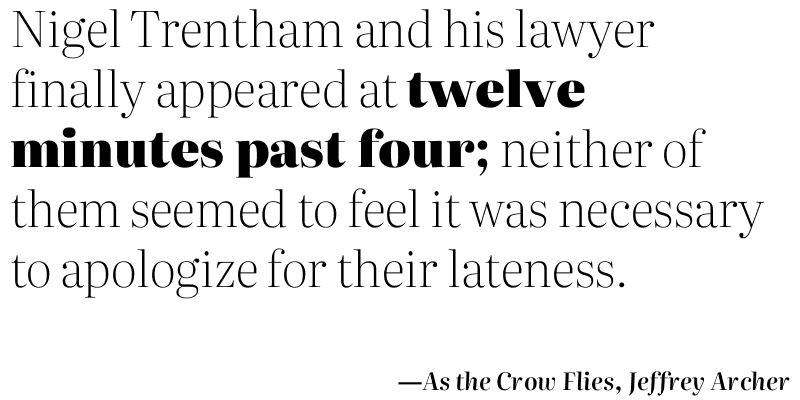 Nigel Trentham and his lawyer
finally appeared at twelve
minutes past four; neither of
them seemed to feel it was necessary
to apologize for their lateness.
—As the Crow Flies, Jeffrey Archer